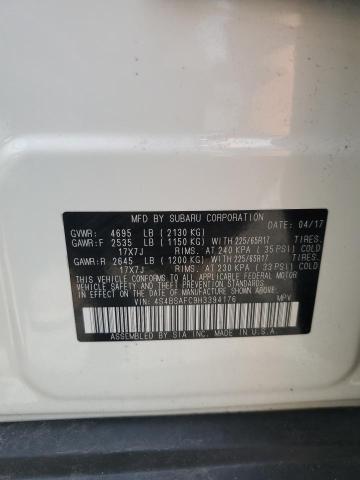 MFD BY SUBARU CORPORATION DATE: 04/17
GVWR: 4695 LB (2130 KG)
GAWR:F 2535 LB (1150 KG) WITH 225/65R17 TIRES.
17X7J RIMS. AT 240 KPA (35 PSI) COLD
GAWR:R 2645 LB (1200 KG) WITH 225/65R17 TIRES.
17X7J RIMS. AT 230 KPA (33 PSI) COLD
THIS VEHICLE CONFORMS TO ALL APPLICABLE FEDERAL MOTOR
VEHICLE SAFETY AND THEFT PREVENTION STANDARDS
IN EFFECT ON THE DATE OF MANUFACTURE SHOWN ABOVE.
VIN: 4S4BSAFC9H3394176 MPV
ASSEMBLED BY SIA INC. IN U.S.A.